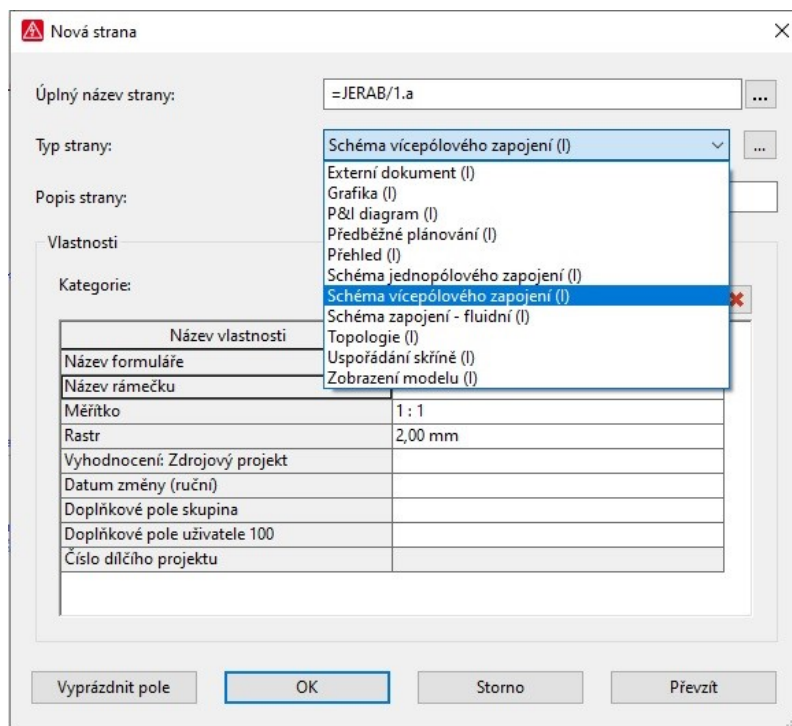 Nová strana
Úplný název strany: =JERAB/1.a ...
Typ strany: Schéma vícepólového zapojení (I) ...
Externí dokument (I)
Grafika (I)
P&I diagram (I)
Popis strany:
Předběžné plánování (I)
Vlastnosti
Přehled (I)
Schéma jednopólového zapojení (I)
Kategorie:
Schéma vícepólového zapojení (I)
Schéma zapojení - fluidní (I)
Název vlastnosti
Topologie (I)
Uspořádání skříně (I)
Název formuláře
Zobrazení modelu (I)
Název rámečku
Měřítko 1 : 1
Rastr 2,00 mm
Vyhodnocení: Zdrojový projekt
Datum změny (ruční)
Doplňkové pole skupina
Doplňkové pole uživatele 100
Číslo dílčího projektu
Vyprázdnit pole OK Storno Převzít